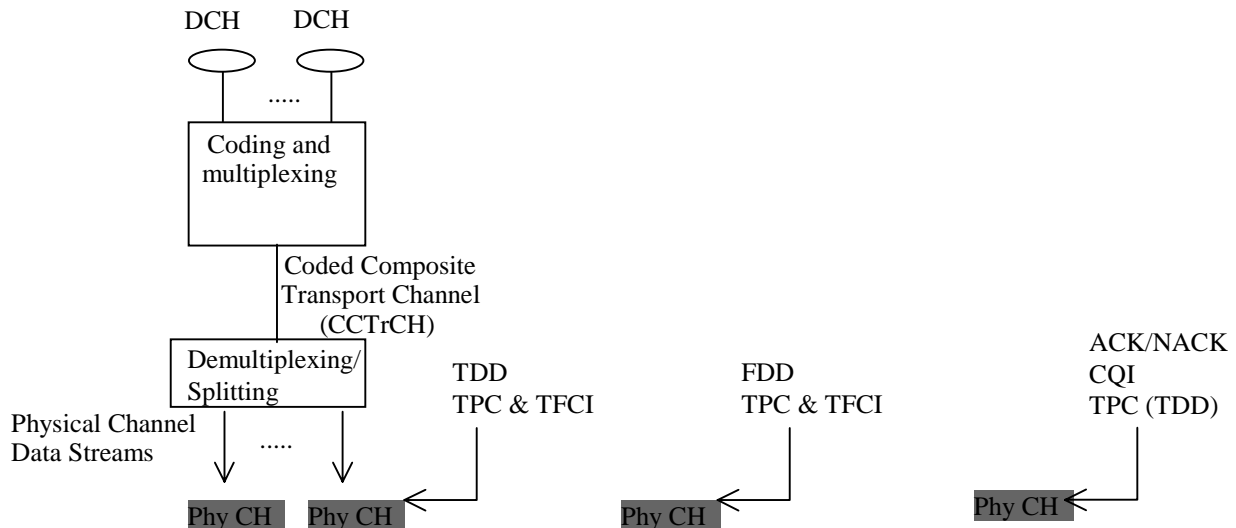 DCH DCH
.....
Coding and
multiplexing
Coded Composite
Transport Channel
(CCTrCH)
Demultiplexing/
Splitting
Physical Channel
Data Streams
.....
TDD
TPC & TFCI
FDD
TPC & TFCI
ACK/NACK
CQI
TPC (TDD)
Phy CH Phy CH Phy CH Phy CH